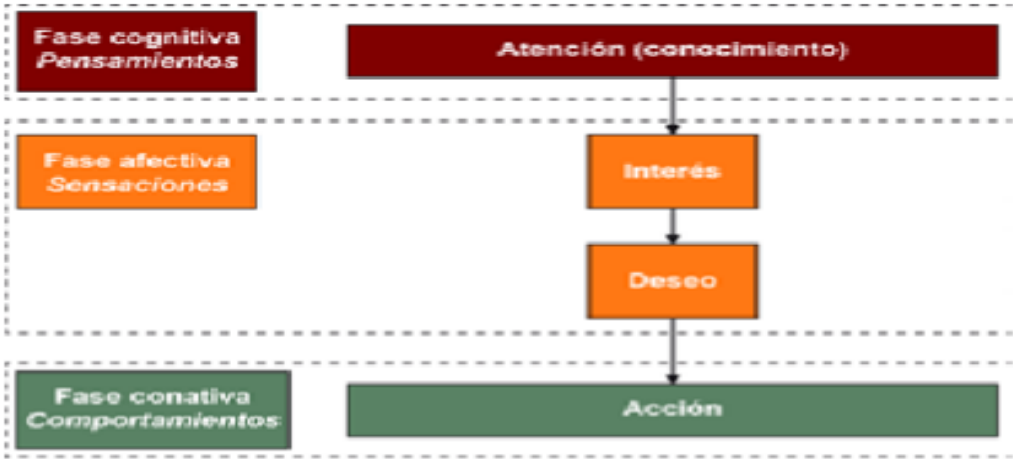 Fase cognitiva
Pensamientos
Atención (conocimiento)
Fase afectiva
Sensaciones
Interés
Deseo
Fase conativa
Comportamientos
Acción